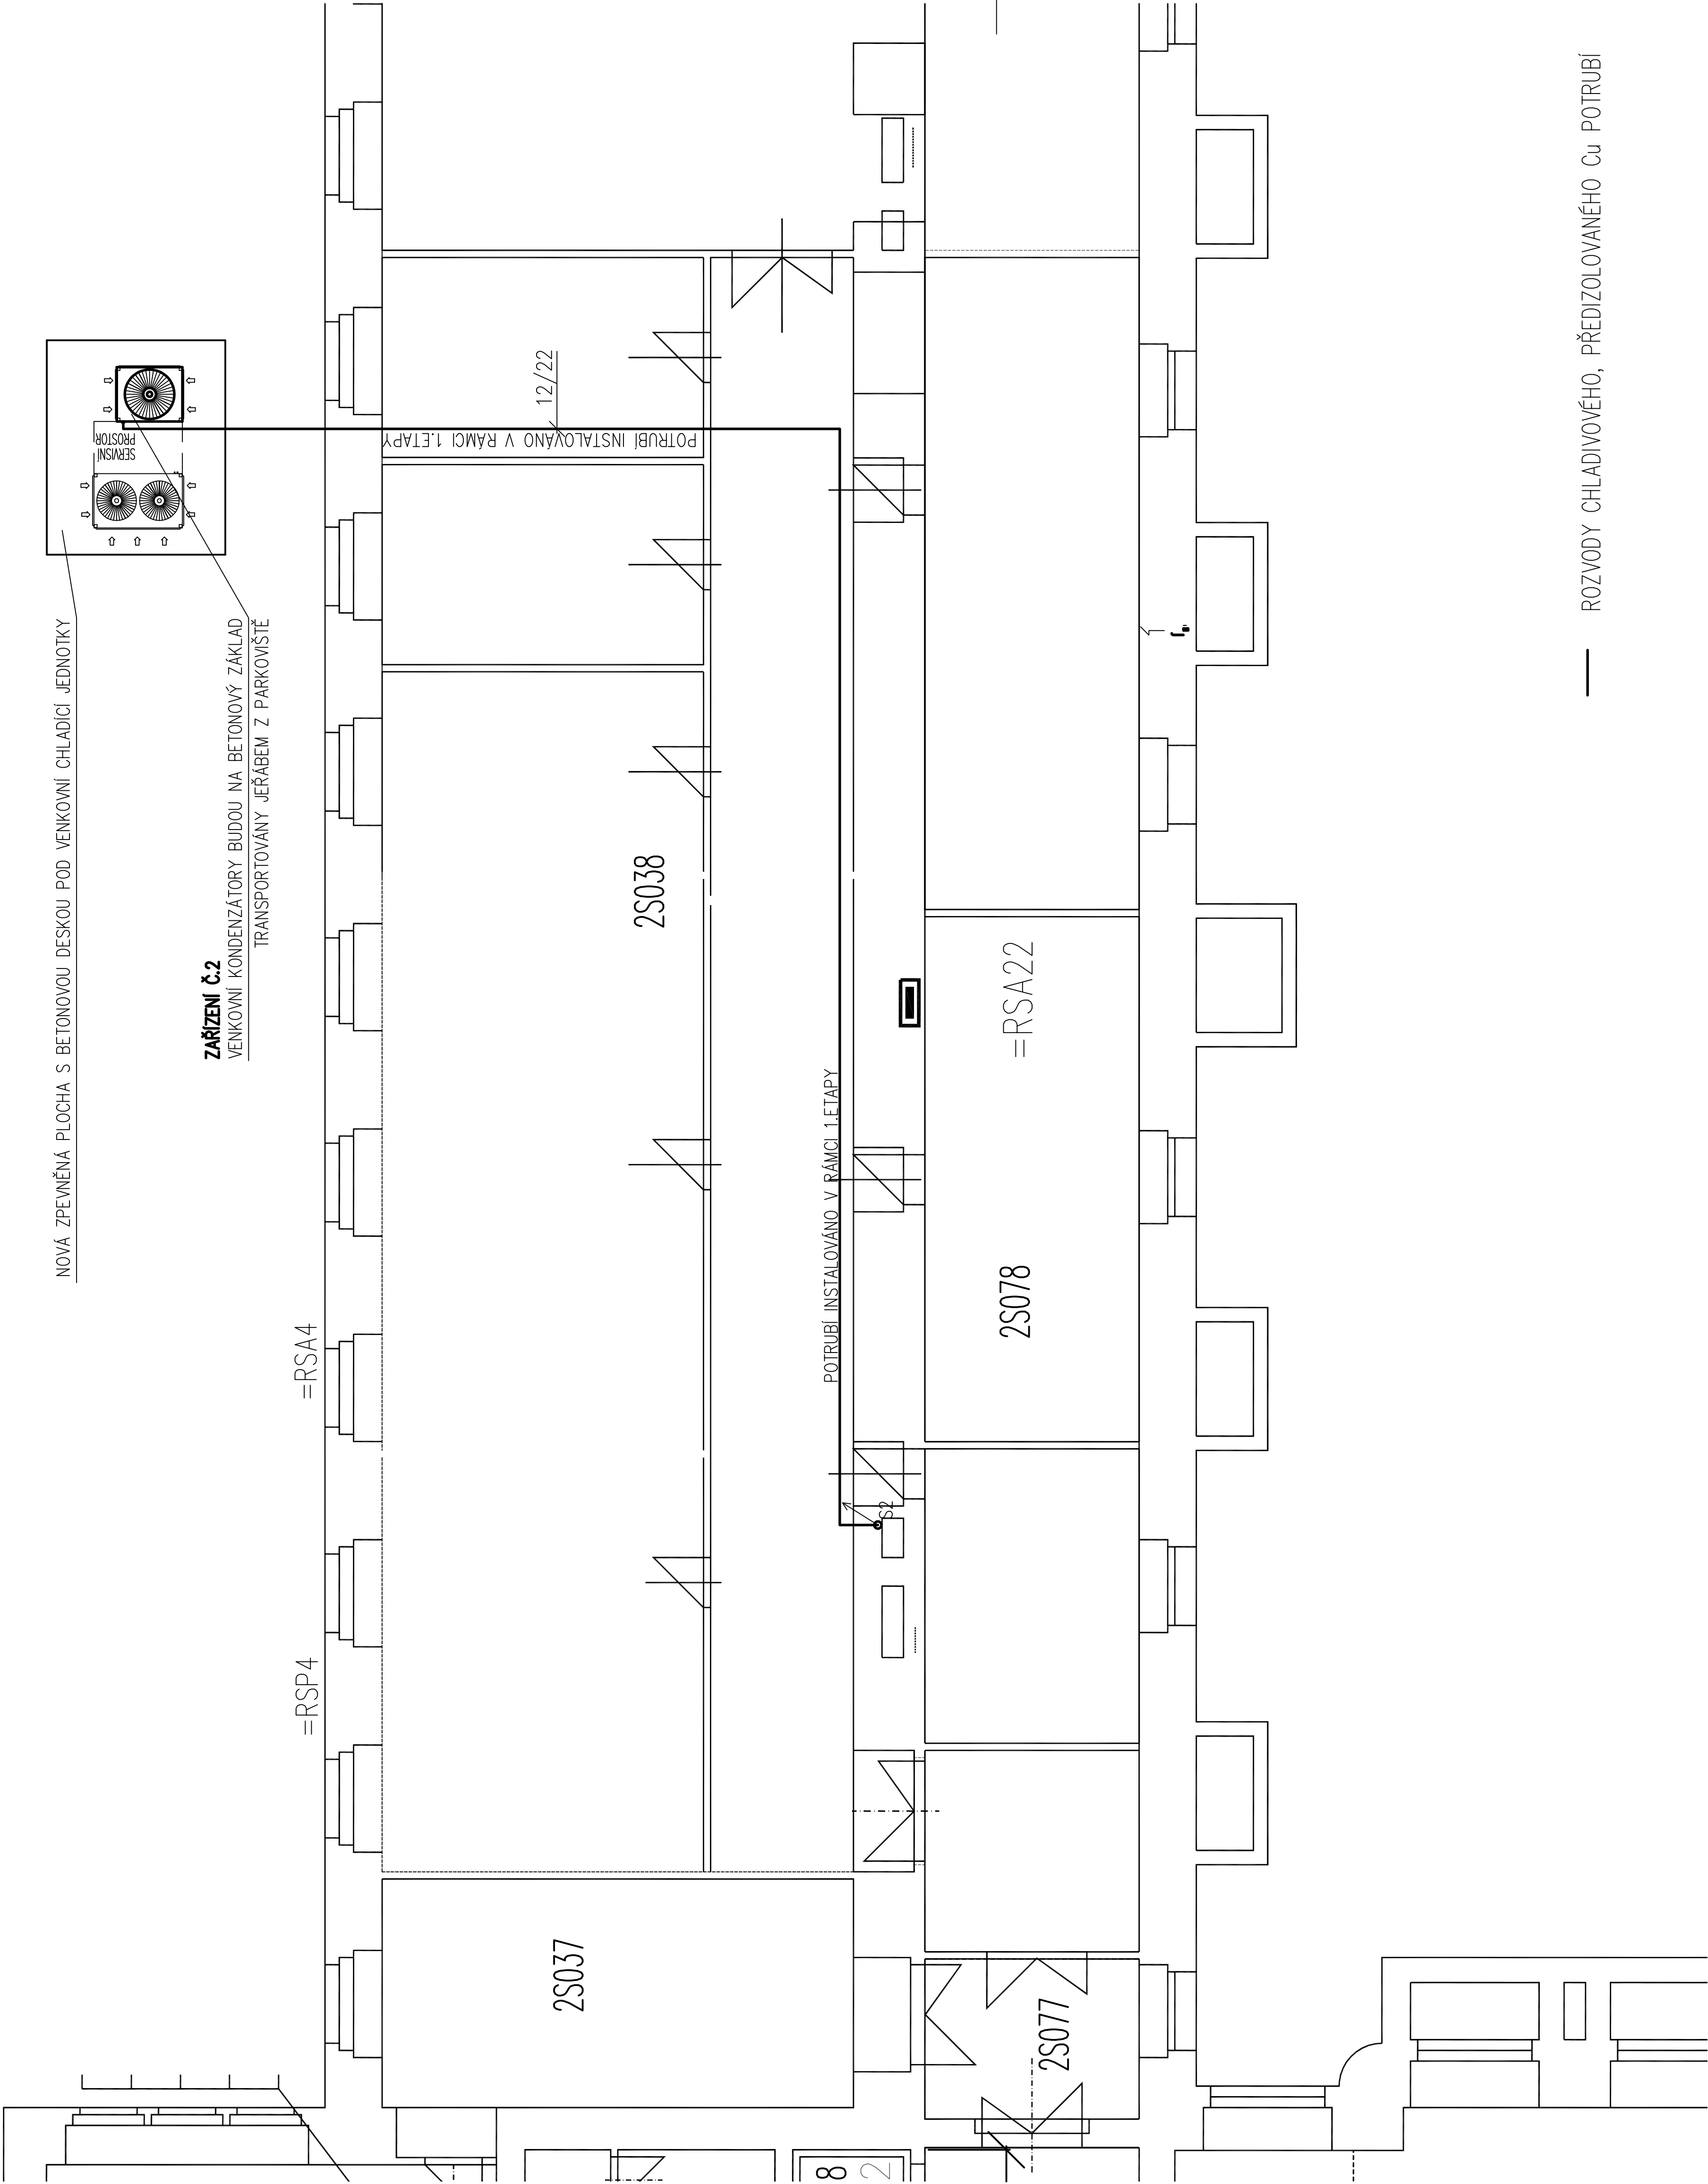 NOVÁ ZPEVNĚNÁ PLOCHA S BETONOVOU DESKOU POD VENKOVNÍ CHLADÍCÍ JEDNOTKY
SERVISNÍ
PROSTOR
ZAŘÍZENÍ Č.2
VENKOVNÍ KONDENZÁTORY BUDOU NA BETONOVÝ ZÁKLAD
TRANSPORTOVÁNY JEŘÁBEM Z PARKOVIŠTĚ
=RSA4
=RSP4
12/22
POTRUBÍ INSTALOVÁNO V RÁMCI 1.ETAPY
2S038
2S037
POTRUBÍ INSTALOVÁNO V RÁMCI 1.ETAPY
S2
=RSA22
2S078
2S077
8
2
ROZVODY CHLADIVOVÉHO, PŘEDIZOLOVANÉHO Cu POTRUBÍ